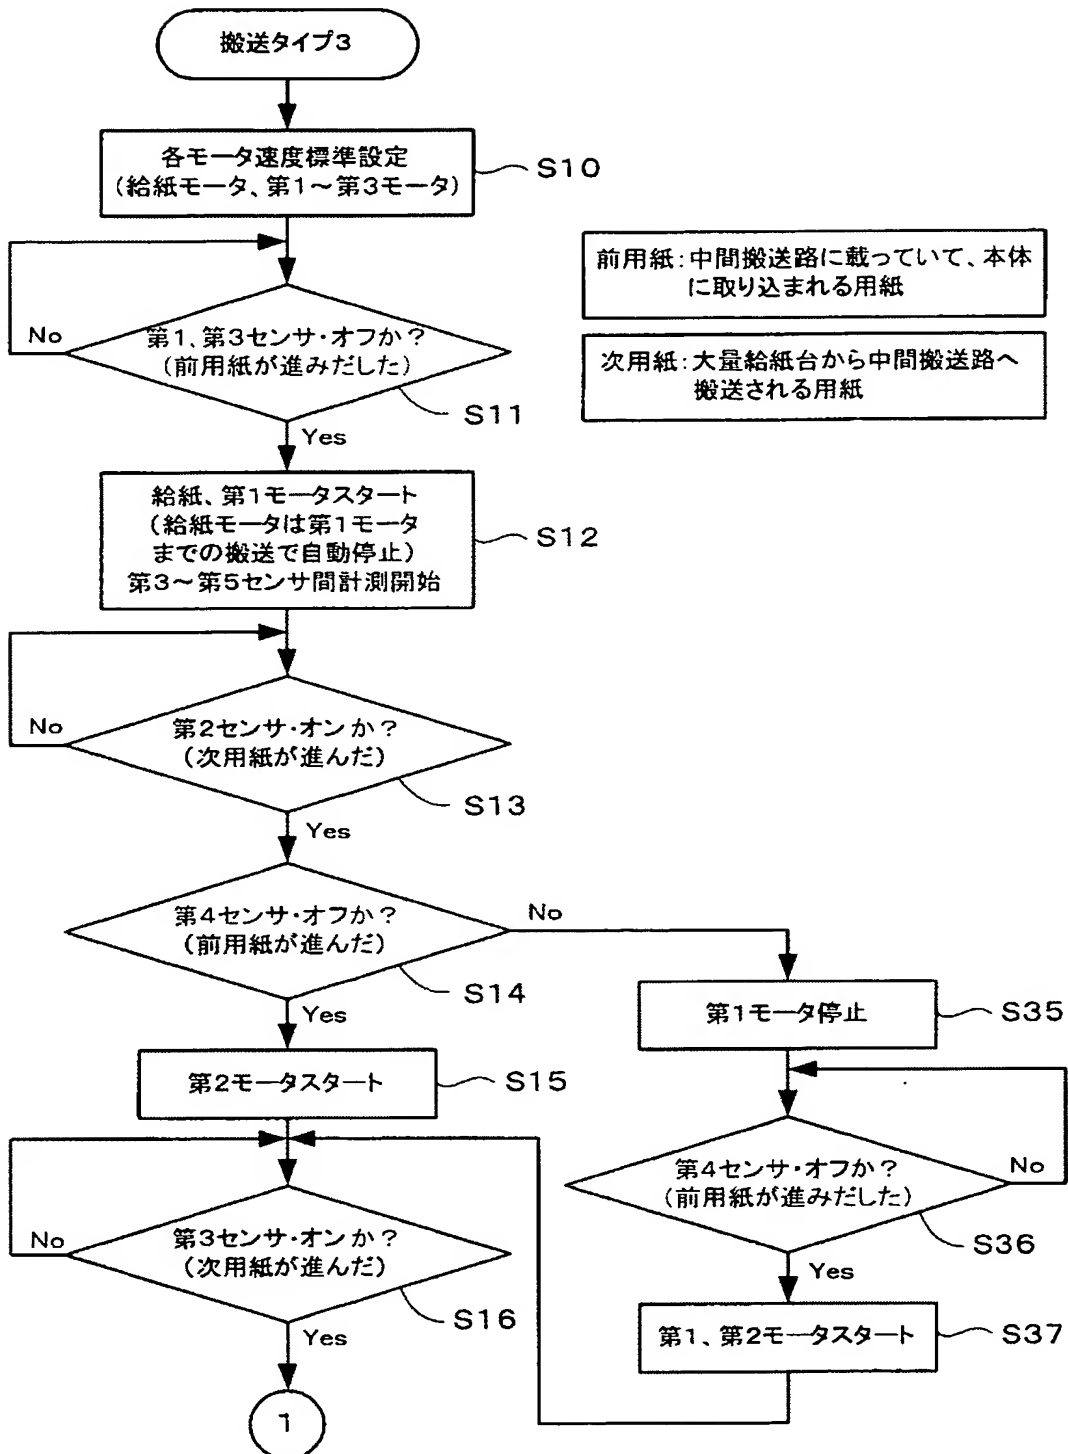 搬送タイプ3
各モータ速度標準設定
(給紙モータ、第1～第3モータ)
S10
前用紙:中間搬送路に載っていて、本体
に取り込まれる用紙
次用紙:大量給紙台から中間搬送路へ
搬送される用紙
No
第1、第3センサ・オフか?
(前用紙が進みだした)
S11
Yes
給紙、第1モータスタート
(給紙モータは第1モータ
までの搬送で自動停止)
第3～第5センサ間計測開始
S12
No
第2センサ・オンか?
(次用紙が進んだ)
S13
Yes
第4センサ・オフか?
(前用紙が進んだ)
No
S14
Yes
第1モータ停止
S35
第2モータスタート
S15
第4センサ・オフか?
(前用紙が進みだした)
No
S36
Yes
No
第3センサ・オンか?
(次用紙が進んだ)
S16
Yes
第1、第2モータスタート
S37
1